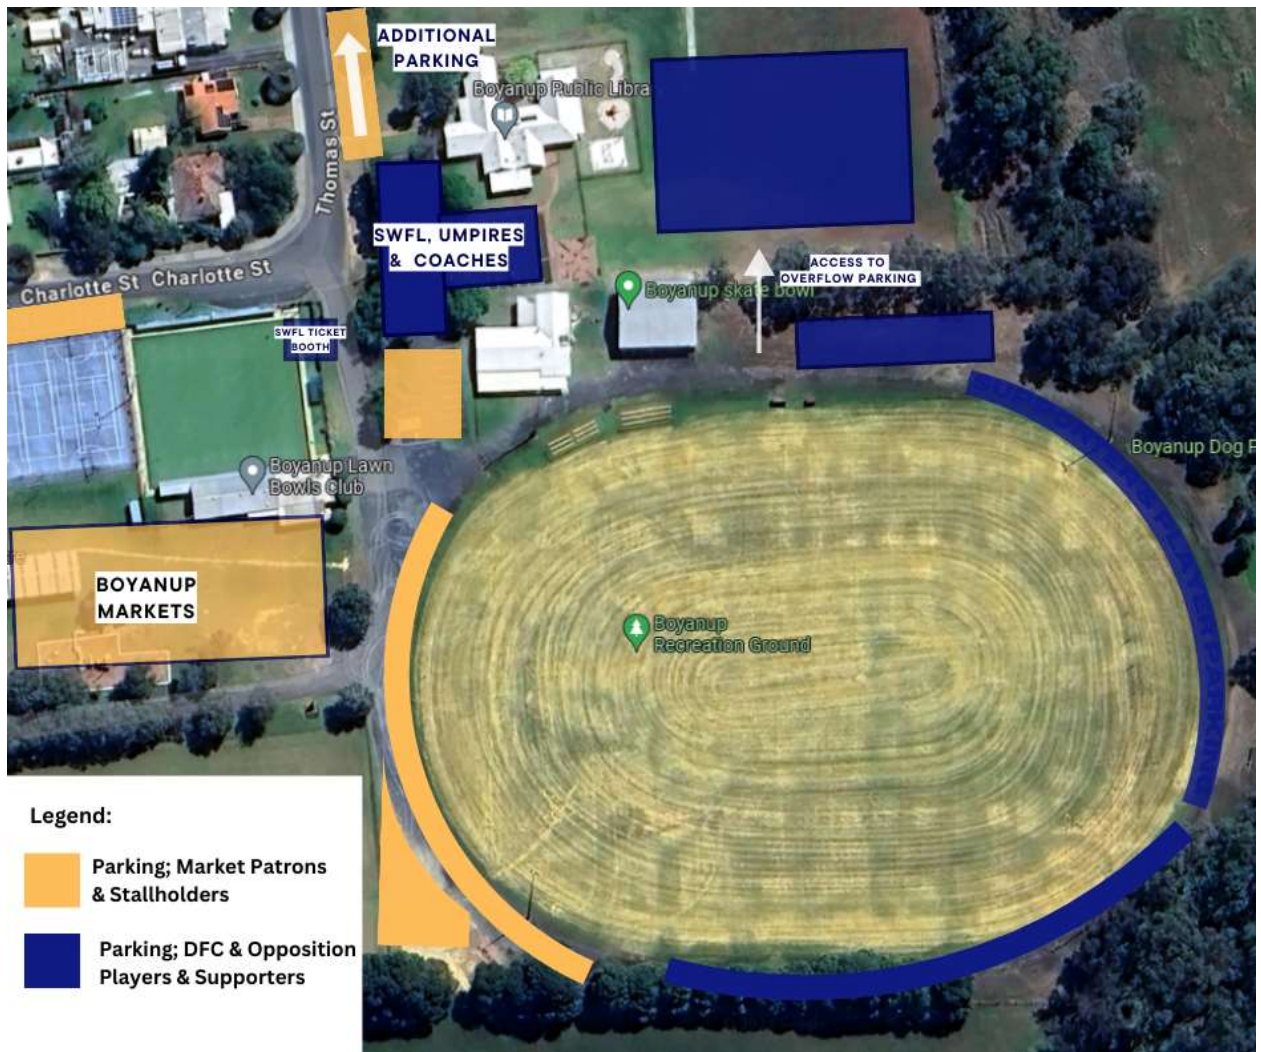 ADDITIONAL
PARKING
Boyanup Public Libra
Thomas St
SWFL, UMPIRES
& COACHES
ACCESS TO
OVERFLOW PARKING
Boyanup skate bowl
Charlotte St Charlotte St
SWFL TICKET
BOOTH
Boyanup Dog P
Boyanup Lawn
Bowls Club
BOYANUP
MARKETS
Boyanup
Recreation Ground
Legend:
Parking; Market Patrons
& Stallholders
Parking; DFC & Opposition
Players & Supporters